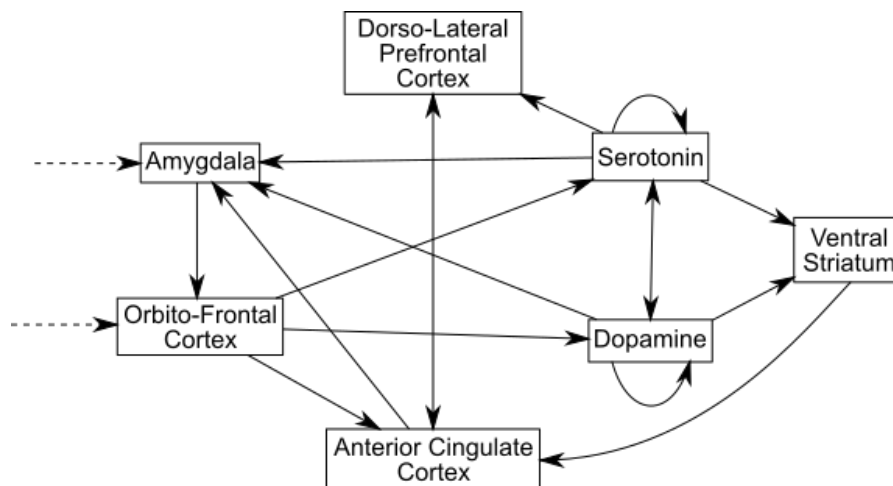 Dorso-Lateral
Prefrontal
Cortex
Amygdala
Serotonin
Ventral
Striatum
Orbito-Frontal
Cortex
Dopamine
Anterior Cingulate
Cortex